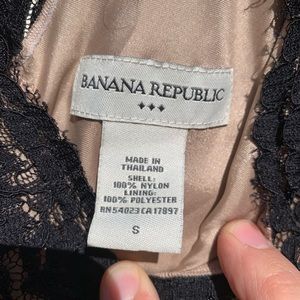 BANANA REPUBLIC
MADE IN
THAILAND
SHELL:
100% NYLON
LINING:
100% POLYESTER
RN54023 CA17897
S